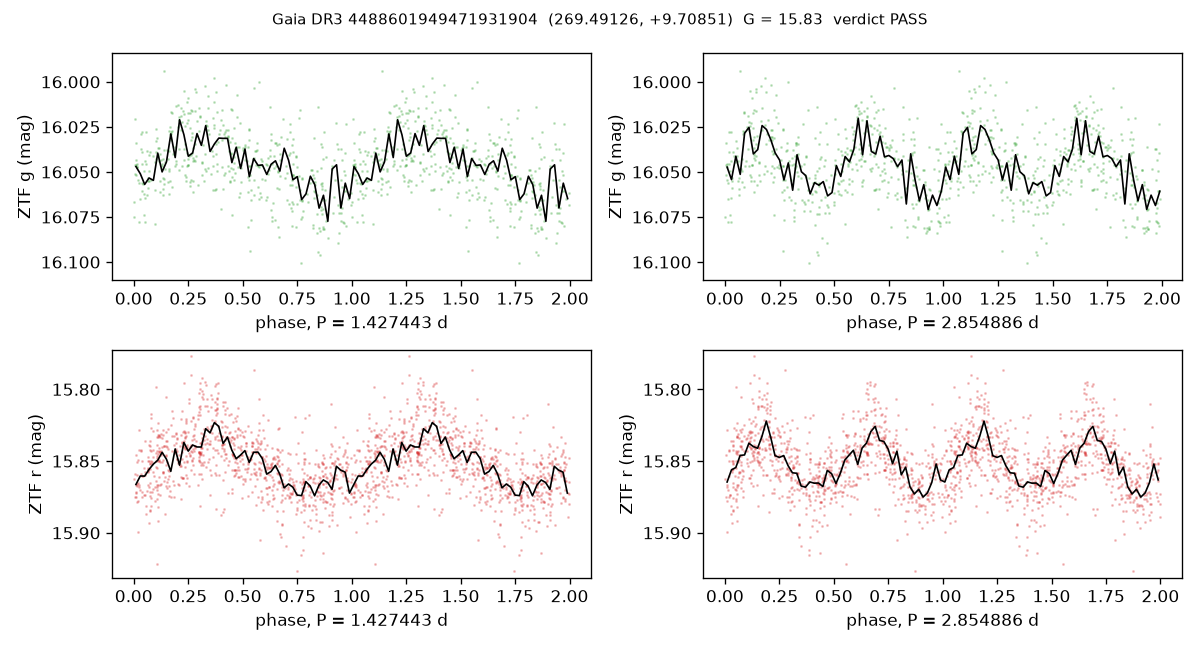 Gaia DR3 4488601949471931904  (269.49126, +9.70851)  G = 15.83  verdict PASS
ZTF g (mag)
16.000
16.025
16.050
16.075
16.100
0.00 0.25 0.50 0.75 1.00 1.25 1.50 1.75 2.00
phase, P = 1.427443 d
ZTF g (mag)
16.000
16.025
16.050
16.075
16.100
0.00 0.25 0.50 0.75 1.00 1.25 1.50 1.75 2.00
phase, P = 2.854886 d
ZTF r (mag)
15.80
15.85
15.90
0.00 0.25 0.50 0.75 1.00 1.25 1.50 1.75 2.00
phase, P = 1.427443 d
ZTF r (mag)
15.80
15.85
15.90
0.00 0.25 0.50 0.75 1.00 1.25 1.50 1.75 2.00
phase, P = 2.854886 d